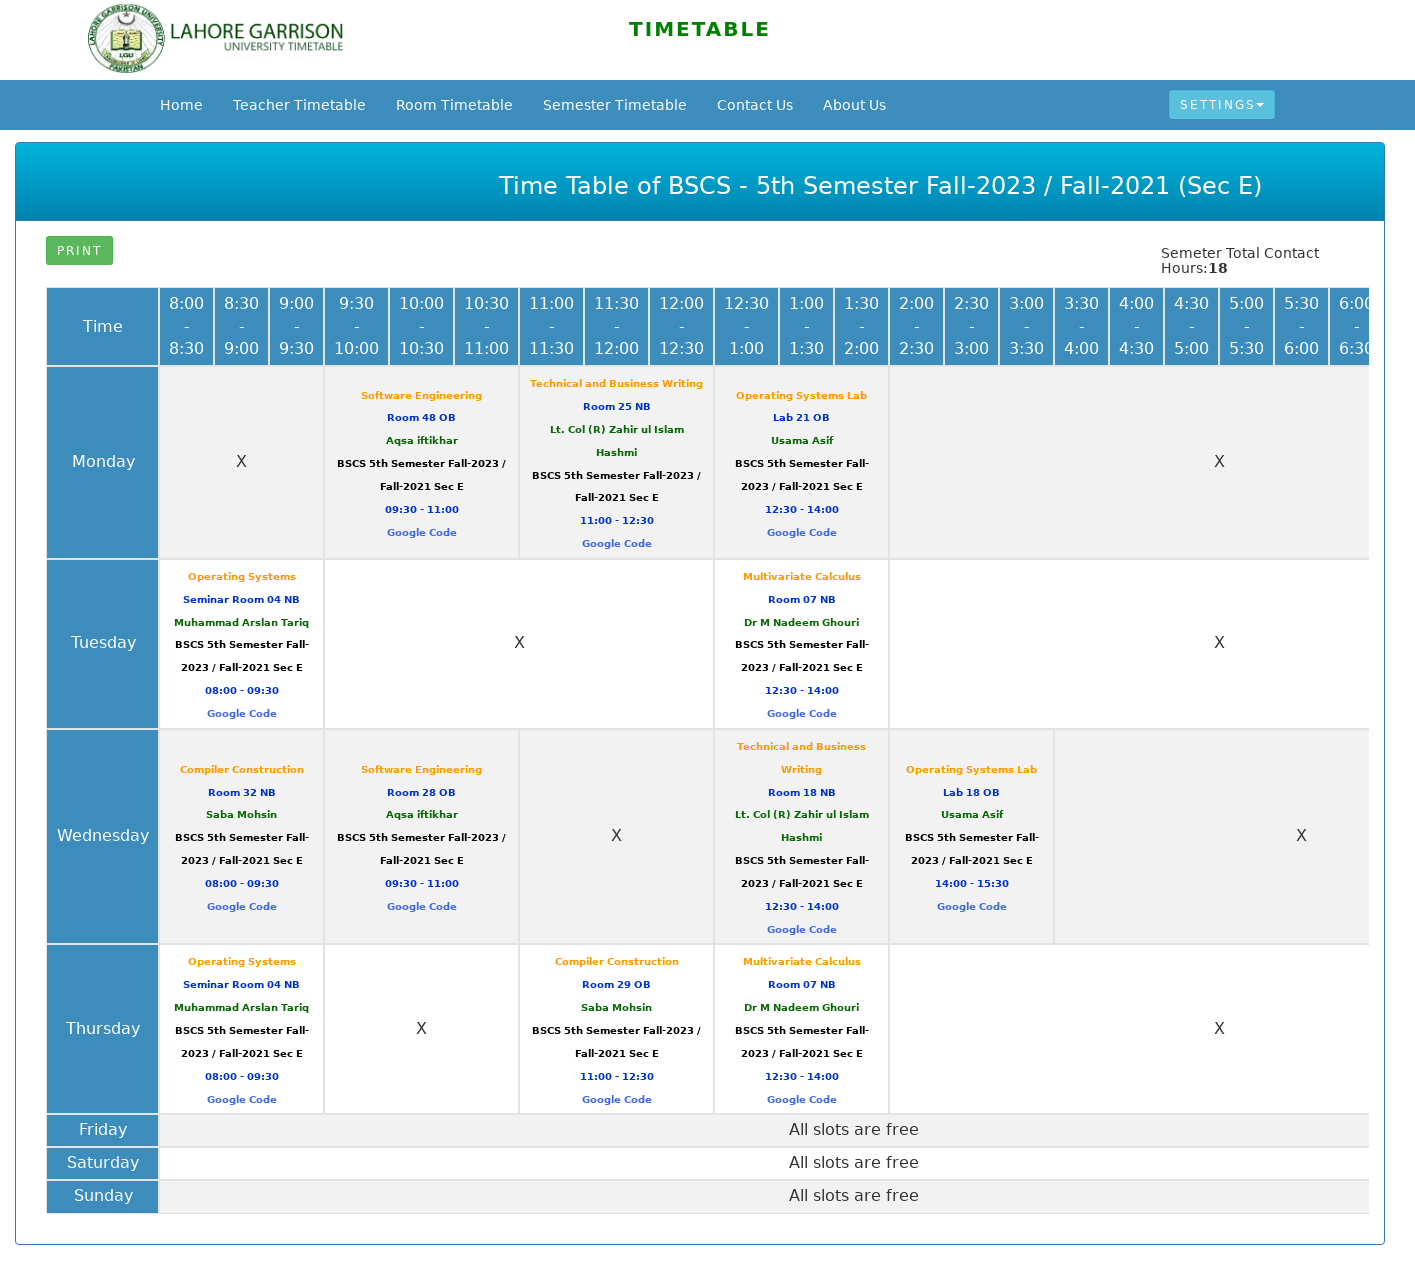 LAHORE GARRISON
UNIVERSITY TIMETABLE
TIMETABLE
Home
Teacher Timetable
Room Timetable
Semester Timetable
Contact Us
About Us
SETTINGS
Time Table of BSCS - 5th Semester Fall-2023 / Fall-2021 (Sec E)
PRINT
Semeter Total Contact
Hours:18
Time
8:00 - 8:30
8:30 - 9:00
9:00 - 9:30
9:30 - 10:00
10:00 - 10:30
10:30 - 11:00
11:00 - 11:30
11:30 - 12:00
12:00 - 12:30
12:30 - 1:00
1:00 - 1:30
1:30 - 2:00
2:00 - 2:30
2:30 - 3:00
3:00 - 3:30
3:30 - 4:00
4:00 - 4:30
4:30 - 5:00
5:00 - 5:30
5:30 - 6:00
6:00 - 6:30
Monday
X
Software Engineering
Room 48 OB
Aqsa iftikhar
BSCS 5th Semester Fall-2023 /
Fall-2021 Sec E
09:30 - 11:00
Google Code
Technical and Business Writing
Room 25 NB
Lt. Col (R) Zahir ul Islam
Hashmi
BSCS 5th Semester Fall-2023 /
Fall-2021 Sec E
11:00 - 12:30
Google Code
Operating Systems Lab
Lab 21 OB
Usama Asif
BSCS 5th Semester Fall-
2023 / Fall-2021 Sec E
12:30 - 14:00
Google Code
X
Tuesday
Operating Systems
Seminar Room 04 NB
Muhammad Arslan Tariq
BSCS 5th Semester Fall-
2023 / Fall-2021 Sec E
08:00 - 09:30
Google Code
X
Multivariate Calculus
Room 07 NB
Dr M Nadeem Ghouri
BSCS 5th Semester Fall-
2023 / Fall-2021 Sec E
12:30 - 14:00
Google Code
X
Wednesday
Compiler Construction
Room 32 NB
Saba Mohsin
BSCS 5th Semester Fall-
2023 / Fall-2021 Sec E
08:00 - 09:30
Google Code
Software Engineering
Room 28 OB
Aqsa iftikhar
BSCS 5th Semester Fall-2023 /
Fall-2021 Sec E
09:30 - 11:00
Google Code
X
Technical and Business
Writing
Room 18 NB
Lt. Col (R) Zahir ul Islam
Hashmi
BSCS 5th Semester Fall-
2023 / Fall-2021 Sec E
12:30 - 14:00
Google Code
Operating Systems Lab
Lab 18 OB
Usama Asif
BSCS 5th Semester Fall-
2023 / Fall-2021 Sec E
14:00 - 15:30
Google Code
X
Thursday
Operating Systems
Seminar Room 04 NB
Muhammad Arslan Tariq
BSCS 5th Semester Fall-
2023 / Fall-2021 Sec E
08:00 - 09:30
Google Code
X
Compiler Construction
Room 29 OB
Saba Mohsin
BSCS 5th Semester Fall-2023 /
Fall-2021 Sec E
11:00 - 12:30
Google Code
Multivariate Calculus
Room 07 NB
Dr M Nadeem Ghouri
BSCS 5th Semester Fall-
2023 / Fall-2021 Sec E
12:30 - 14:00
Google Code
X
Friday
All slots are free
Saturday
All slots are free
Sunday
All slots are free